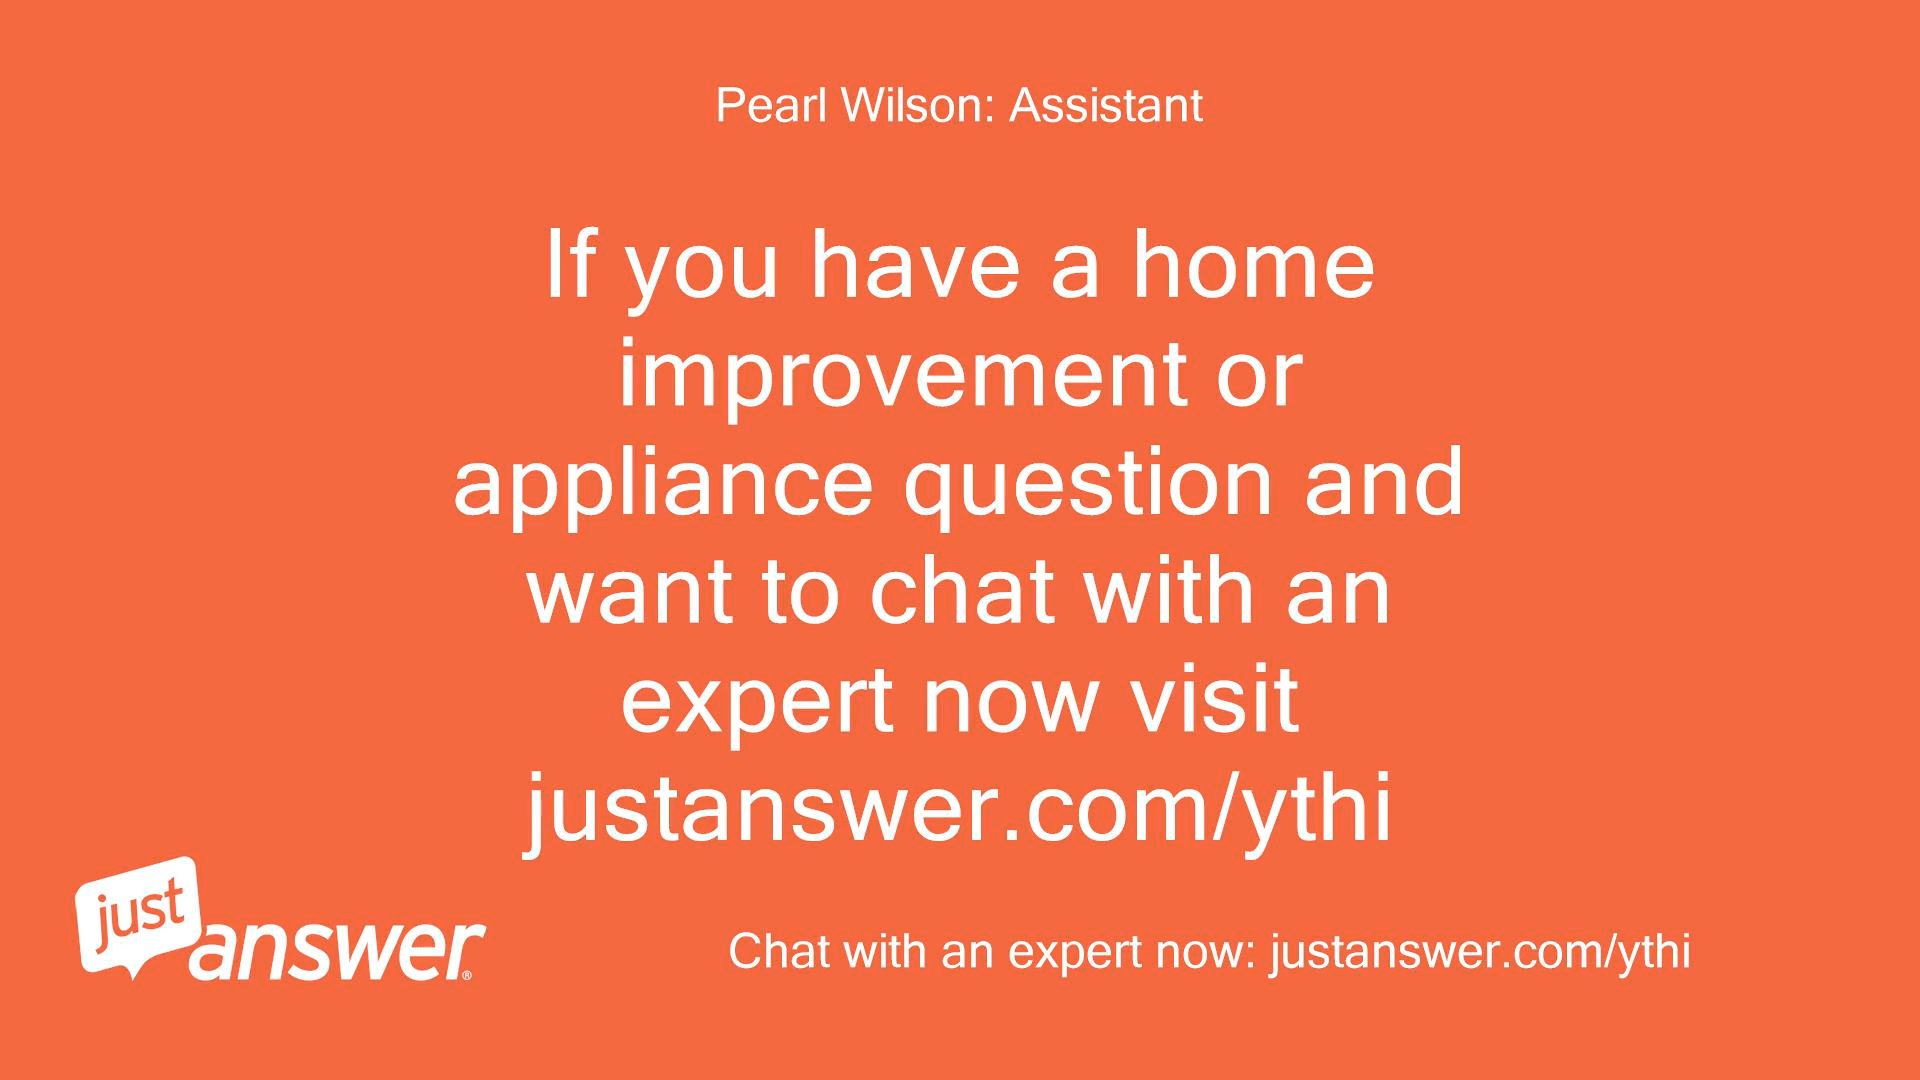 Pearl Wilson: Assistant
If you have a home
improvement or
appliance question and
want to chat with an
expert now visit
justanswer.com/ythi
just
answer®
Chat with an expert now: justanswer.com/ythi